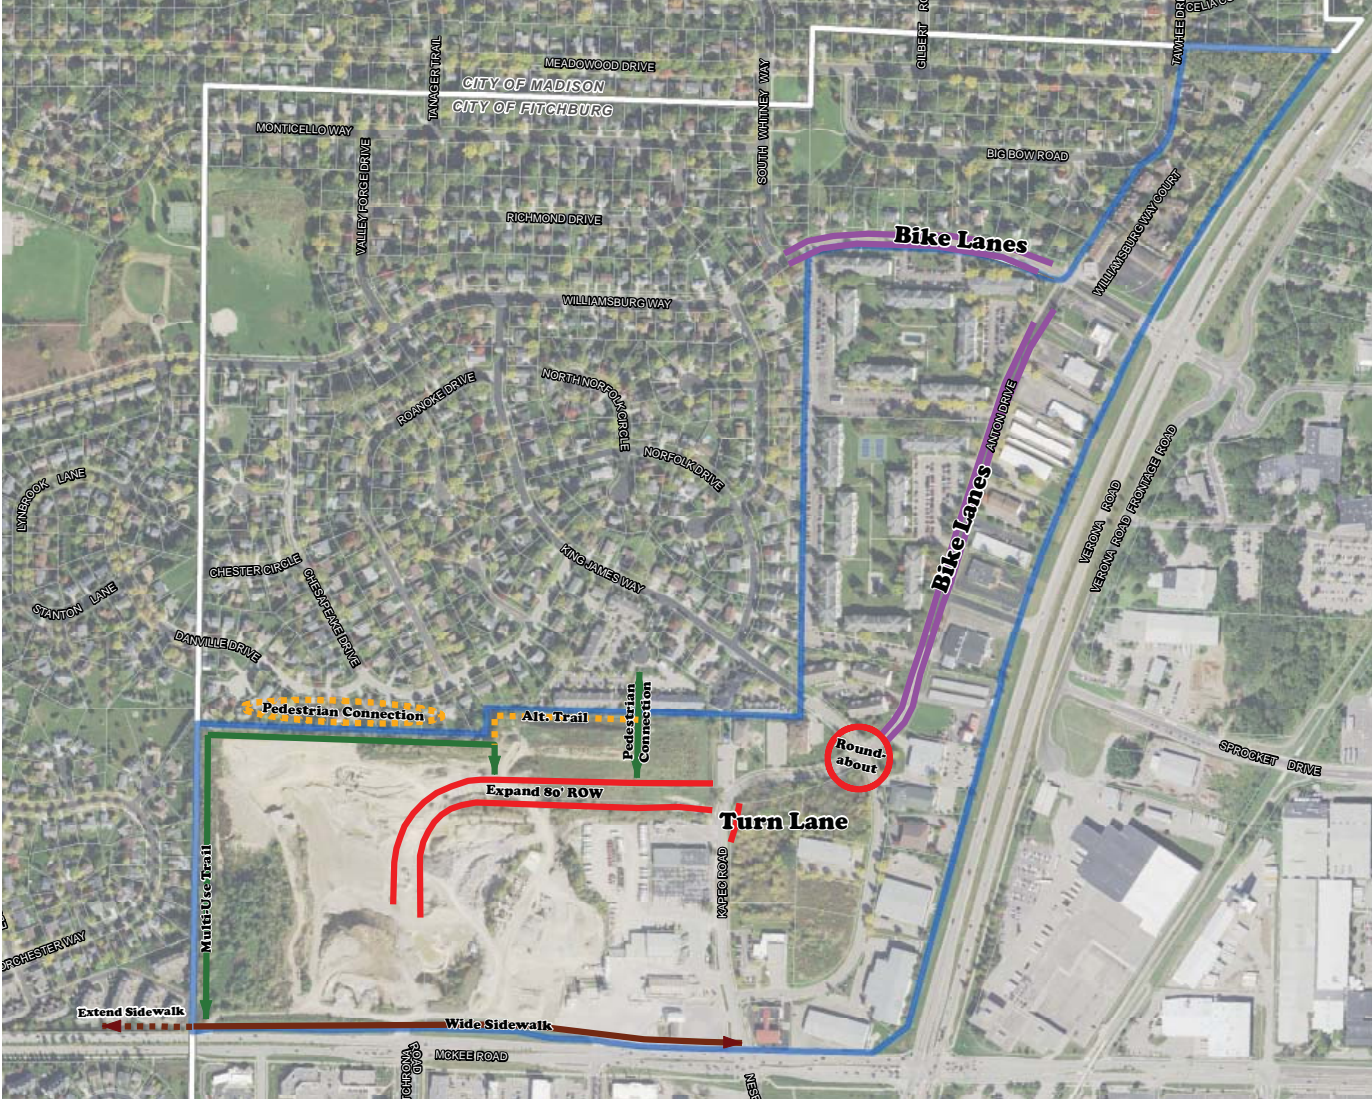 CELIA
TAWHEE
GILBERT
MEADOWOOD DRIVE
TANAGER TRAIL
SOUTH WHITNEY WAY
CITY OF MADISON
CITY OF FITCHBURG
MONTICELLO WAY
VALLEY FORGE DRIVE
BIG BOW ROAD
RICHMOND DRIVE
WILLIAMSBURG WAY COURT
Bike Lanes
WILLIAMSBURG WAY
ROANOKE DRIVE
NORTH NORFOLK CIRCLE
NORFOLK DRIVE
ANTON DRIVE
Bike Lanes
LYNBROOK LANE
VERONA ROAD
VERONA ROAD FRONTAGE ROAD
CHESTER CIRCLE
CHESAPEAKE DRIVE
KING JAMES WAY
STANTON LANE
DANVILLE DRIVE
Pedestrian Connection
Alt. Trail
Pedestrian
Connection
Round-
about
SPROCKET DRIVE
Expand 80' ROW
Turn Lane
KAPEC ROAD
Multi-Use Trail
WAY
Extend Sidewalk
Wide Sidewalk
MCKEE ROAD
ROAD